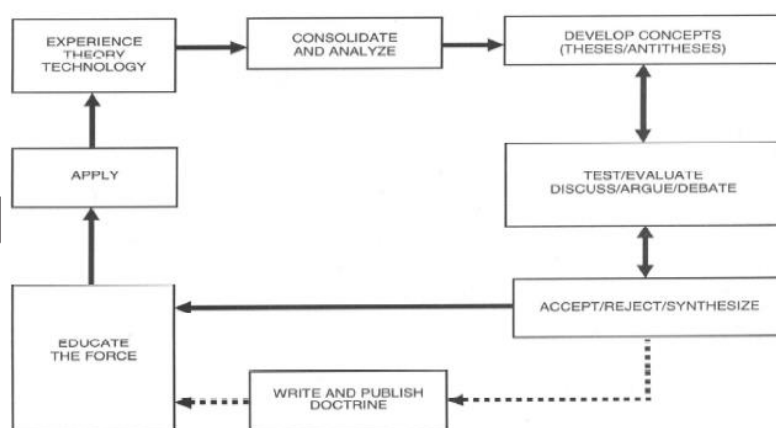 EXPERIENCE
THEORY
TECHNOLOGY
CONSOLIDATE
AND ANALYZE
DEVELOP CONCEPTS
(THESES/ANTITHESES)
APPLY
TEST/EVALUATE
DISCUSS/ARGUE/DEBATE
ACCEPT/REJECT/SYNTHESIZE
EDUCATE
THE FORCE
WRITE AND PUBLISH
DOCTRINE